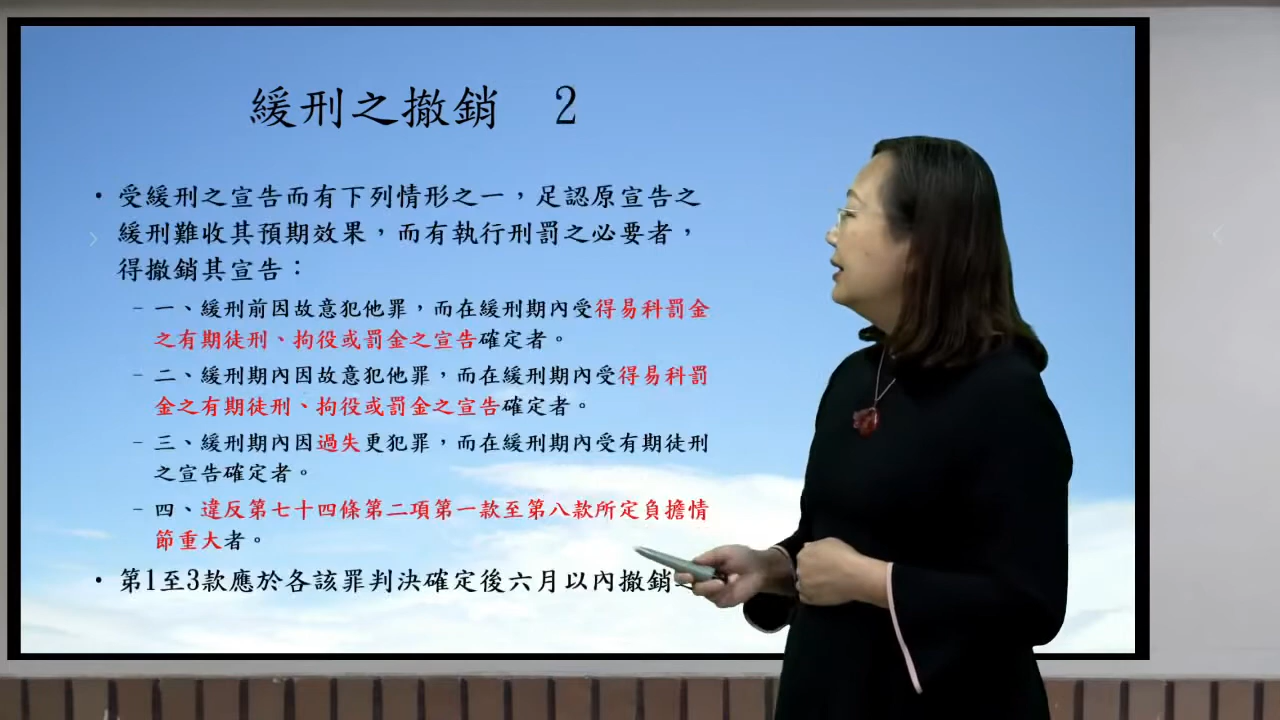 緩刑之撤銷 2
• 受緩刑之宣告而有下列情形之一,足認原宣告之
緩刑難收其預期效果,而有執行刑罰之必要者,
得撤銷其宣告:
– 一、緩刑前因故意犯他罪,而在緩刑期內受得易科罰金
之有期徒刑、拘役或罰金之宣告確定者。
– 二、緩刑期內因故意犯他罪,而在緩刑期內受得易科罰
金之有期徒刑、拘役或罰金之宣告確定者。
– 三、緩刑期內因過失更犯罪,而在緩刑期內受有期徒刑
之宣告確定者。
– 四、違反第七十四條第二項第一款至第八款所定負擔情
節重大者。
• 第1至3款應於各該罪判決確定後六月以內撤銷